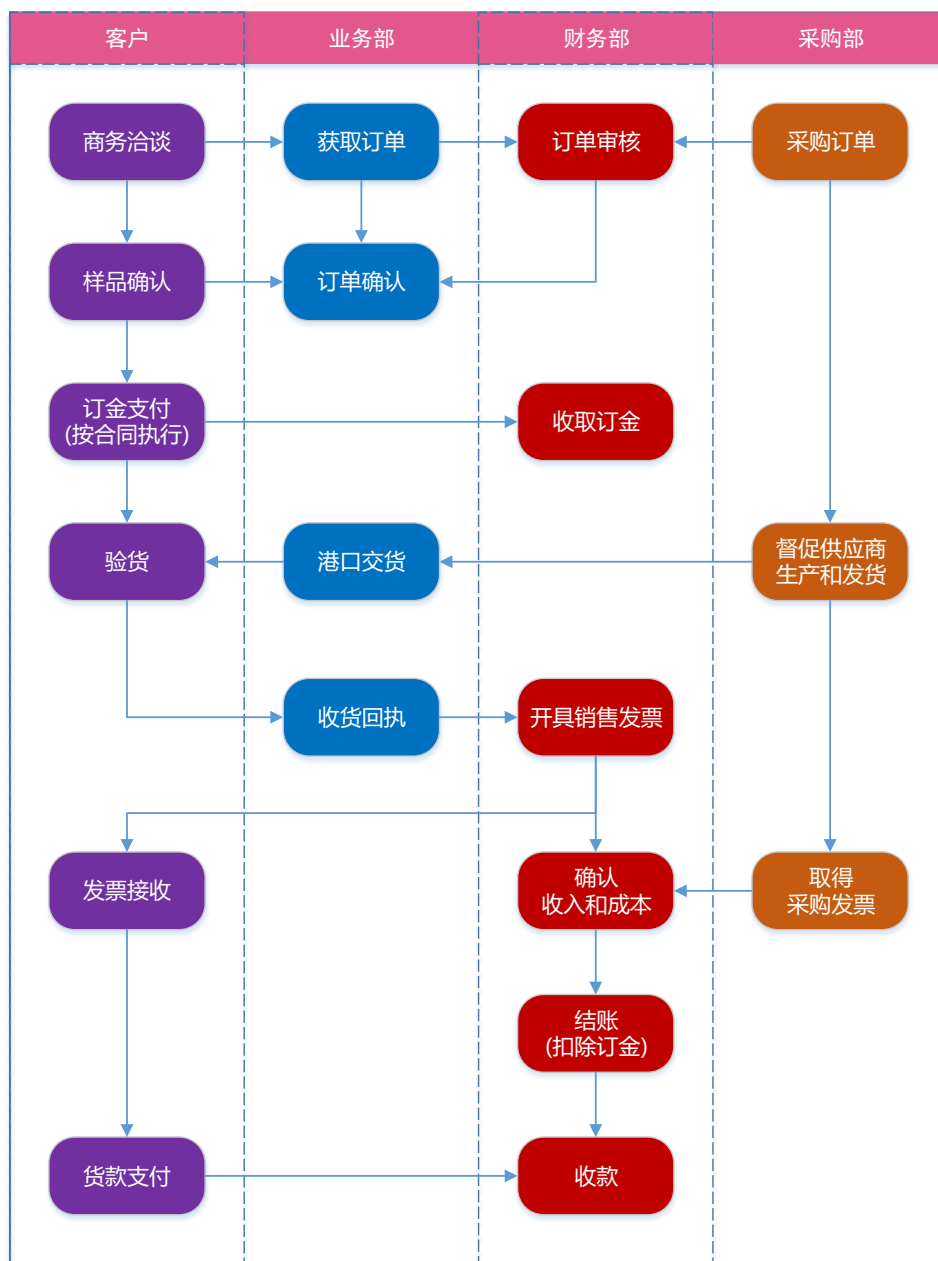 客户
业务部
财务部
采购部
商务洽谈
获取订单
订单审核
采购订单
样品确认
订单确认
订金支付
(按合同执行)
收取订金
验货
港口交货
督促供应商
生产和发货
收货回执
开具销售发票
发票接收
确认
收入和成本
取得
采购发票
结账
(扣除订金)
货款支付
收款